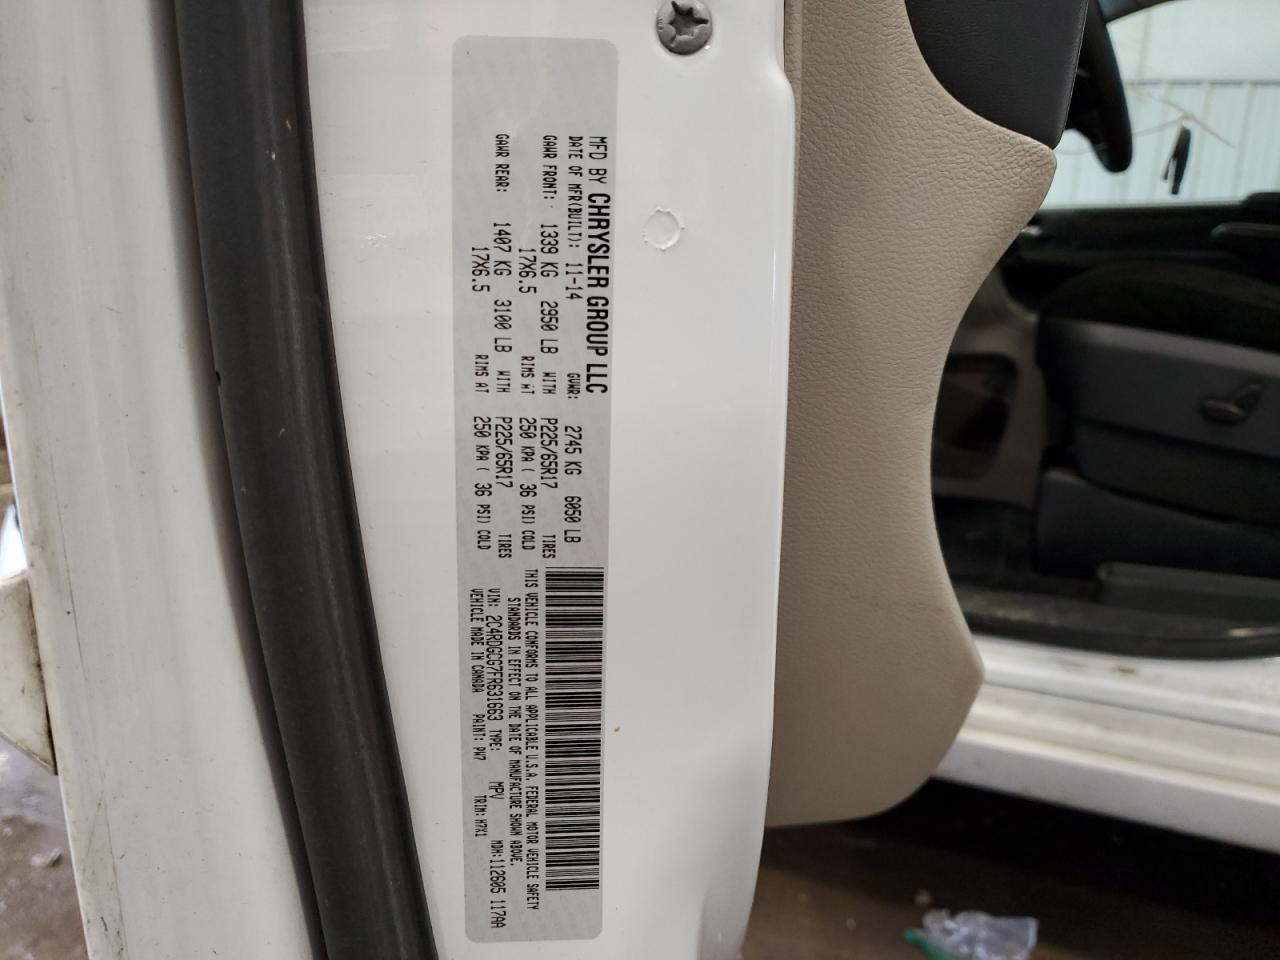 MFD BY CHRYSLER GROUP LLC
DATE OF MFR(BUILT): 11-14 GVWR: 2745 KG 6050 LB
GAWR FRONT: 1339 KG 2950 LB WITH P225/65R17 TIRES
17X6.5 RIMS AT 250 KPA ( 36 PSI) COLD
GAWR REAR: 1407 KG 3100 LB WITH P225/65R17 TIRES
17X6.5 RIMS AT 250 KPA ( 36 PSI) COLD
THIS VEHICLE CONFORMS TO ALL APPLICABLE U.S.A. FEDERAL MOTOR VEHICLE SAFETY
STANDARDS IN EFFECT ON THE DATE OF MANUFACTURE SHOWN ABOVE.
VIN: 2C4RDGCG7FR631663 TYPE: MPV MDH:112605 117AA
VEHICLE MADE IN CANADA PAINT: PW7 TRIM: H7X1